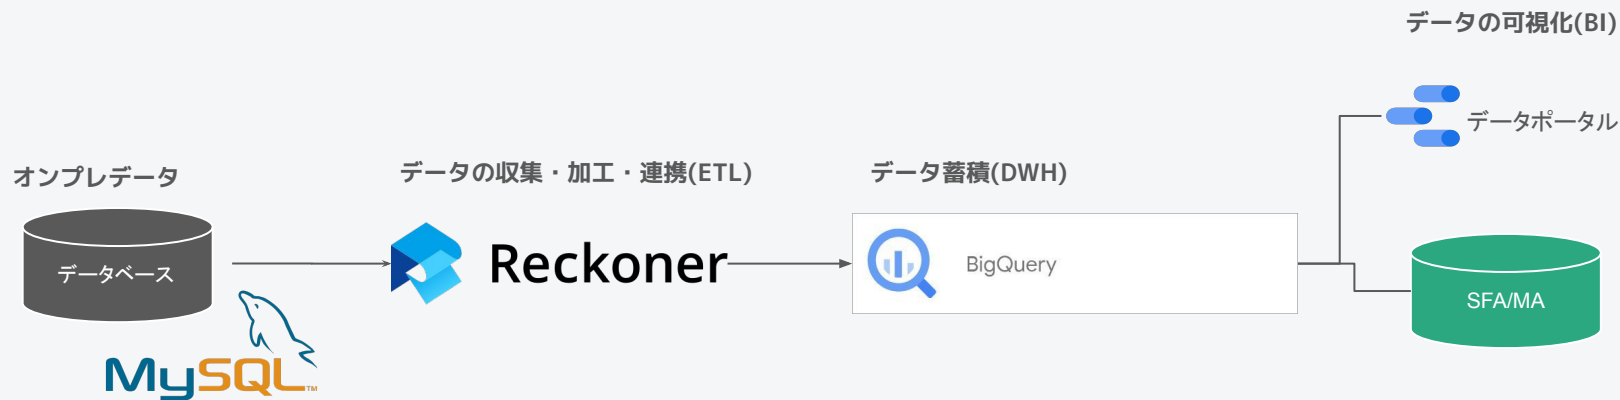 データの可視化(BI)
データポータル
オンプレデータ
データの収集・加工・連携(ETL)
データ蓄積(DWH)
データベース
Reckoner
BigQuery
SFA/MA
MySQL™